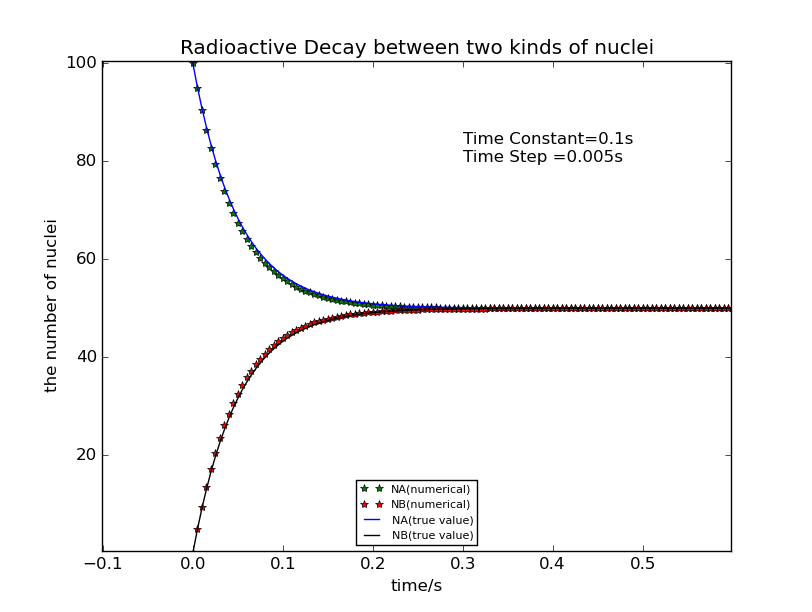 Radioactive Decay between two kinds of nuclei
100
80
60
40
20
the number of nuclei
Time Constant=0.1s
Time Step =0.005s
NA(numerical)
NB(numerical)
NA(true value)
NB(true value)
−0.1 0.0 0.1 0.2 0.3 0.4 0.5
time/s